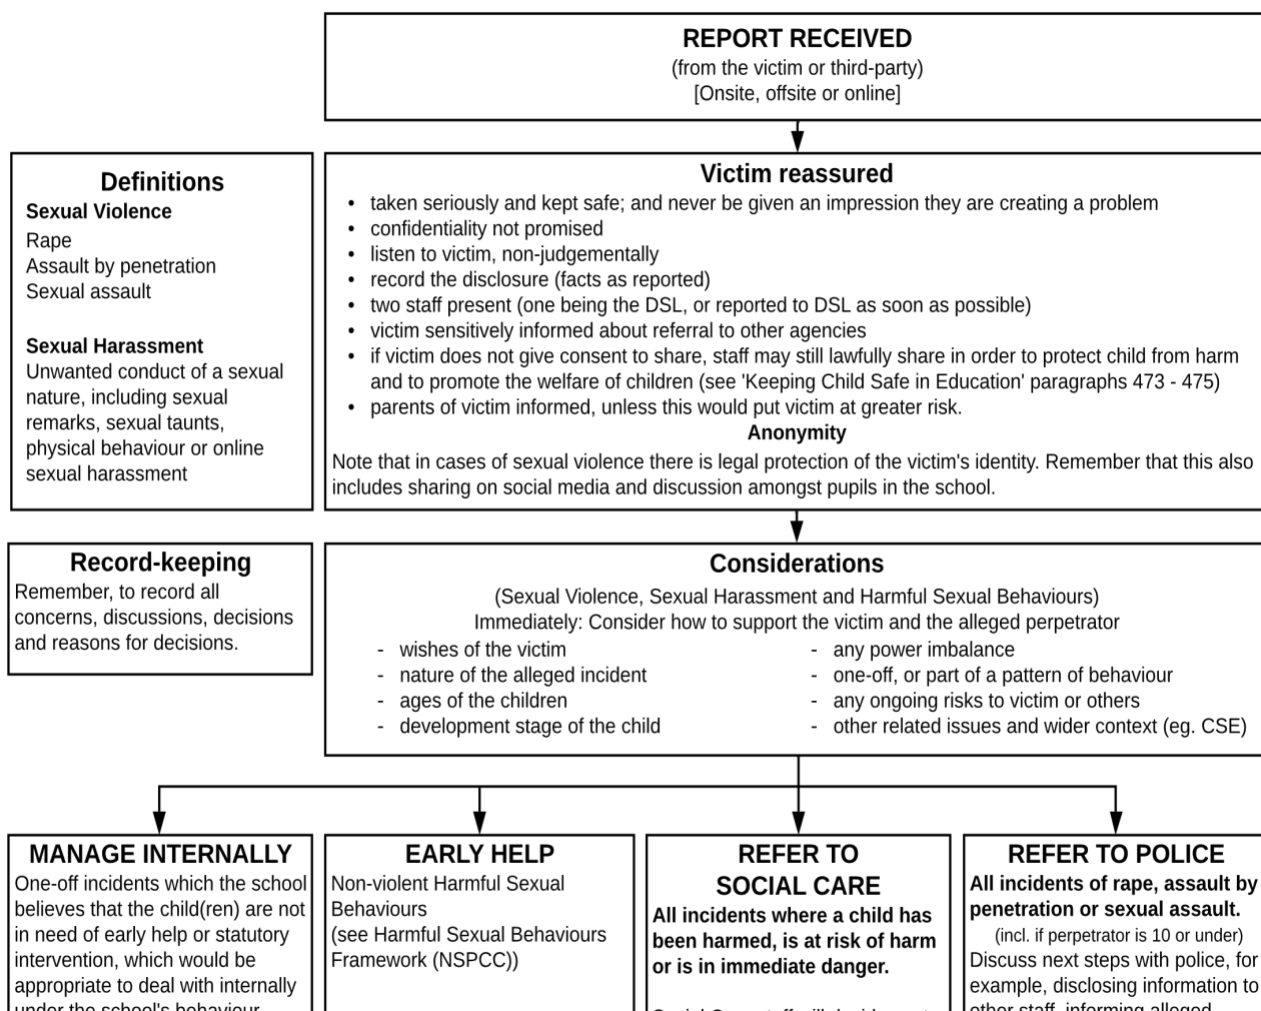 REPORT RECEIVED
(from the victim or third-party)
[Onsite, offsite or online]
Definitions
Sexual Violence
Rape
Assault by penetration
Sexual assault
Sexual Harassment
Unwanted conduct of a sexual
nature, including sexual
remarks, sexual taunts,
physical behaviour or online
sexual harassment
Victim reassured
• taken seriously and kept safe; and never be given an impression they are creating a problem
• confidentiality not promised
• listen to victim, non-judgementally
• record the disclosure (facts as reported)
• two staff present (one being the DSL, or reported to DSL as soon as possible)
• victim sensitively informed about referral to other agencies
• if victim does not give consent to share, staff may still lawfully share in order to protect child from harm
and to promote the welfare of children (see 'Keeping Child Safe in Education' paragraphs 473 - 475)
• parents of victim informed, unless this would put victim at greater risk.
Anonymity
Note that in cases of sexual violence there is legal protection of the victim's identity. Remember that this also
includes sharing on social media and discussion amongst pupils in the school.
Record-keeping
Remember, to record all
concerns, discussions, decisions
and reasons for decisions.
Considerations
(Sexual Violence, Sexual Harassment and Harmful Sexual Behaviours)
Immediately: Consider how to support the victim and the alleged perpetrator
- wishes of the victim
- nature of the alleged incident
- ages of the children
- development stage of the child
- any power imbalance
- one-off, or part of a pattern of behaviour
- any ongoing risks to victim or others
- other related issues and wider context (eg. CSE)
MANAGE INTERNALLY
One-off incidents which the school
believes that the child(ren) are not
in need of early help or statutory
intervention, which would be
appropriate to deal with internally
under the school's behaviour
EARLY HELP
Non-violent Harmful Sexual
Behaviours
(see Harmful Sexual Behaviours
Framework (NSPCC))
REFER TO
SOCIAL CARE
All incidents where a child has
been harmed, is at risk of harm
or is in immediate danger.
REFER TO POLICE
All incidents of rape, assault by
penetration or sexual assault.
(incl. if perpetrator is 10 or under)
Discuss next steps with police, for
example, disclosing information to
other staff, informing alleged